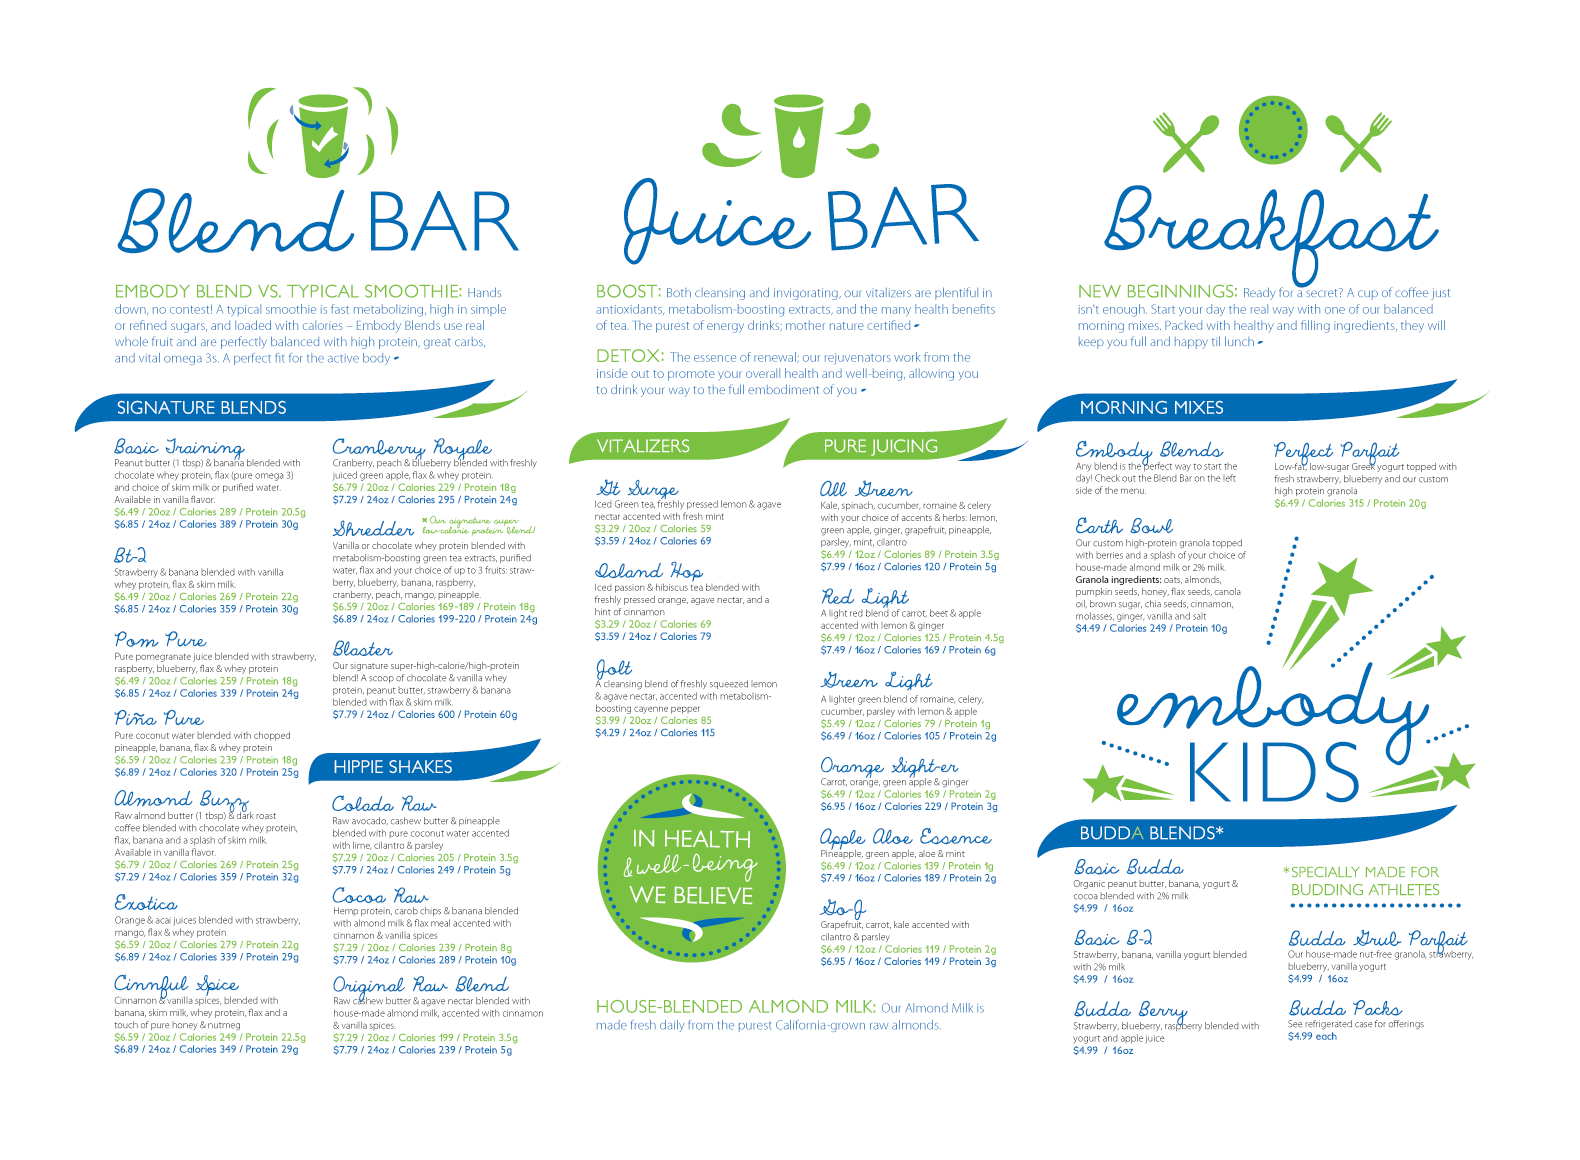 Blend BAR
EMBODY BLEND VS. TYPICAL SMOOTHIE: Hands
down, no contest! A typical smoothie is fast metabolizing, high in simple
or refined sugars, and loaded with calories – Embody Blends use real
whole fruit and are perfectly balanced with high protein, great carbs,
and vital omega 3s. A perfect fit for the active body
SIGNATURE BLENDS
Basic Training
Peanut butter (1 tbsp) & banana blended with
chocolate whey protein, flax (pure omega 3)
and choice of skim milk or purified water.
Available in vanilla flavor.
$6.49 / 20oz / Calories 289 / Protein 20.5g
$6.85 / 24oz / Calories 389 / Protein 30g
Bt-2
Strawberry & banana blended with vanilla
whey protein, flax & skim milk.
$6.49 / 20oz / Calories 269 / Protein 22g
$6.85 / 24oz / Calories 359 / Protein 30g
Pom Pure
Pure pomegranate juice blended with strawberry,
raspberry, blueberry, flax & whey protein
$6.49 / 20oz / Calories 259 / Protein 18g
$6.85 / 24oz / Calories 339 / Protein 24g
Piña Pure
Pure coconut water blended with chopped
pineapple, banana, flax & whey protein
$6.59 / 20oz / Calories 239 / Protein 18g
$6.89 / 24oz / Calories 320 / Protein 25g
Almond Buzz
Raw almond butter (1 tbsp) & dark roast
coffee blended with chocolate whey protein,
flax, banana and a splash of skim milk.
Available in vanilla flavor.
$6.79 / 20oz / Calories 269 / Protein 25g
$7.29 / 24oz / Calories 359 / Protein 32g
Exotica
Orange & acai juices blended with strawberry,
mango, flax & whey protein
$6.59 / 20oz / Calories 279 / Protein 22g
$6.89 / 24oz / Calories 339 / Protein 29g
Cinnful Spice
Cinnamon & vanilla spices, blended with
banana, skim milk, whey protein, flax and a
touch of pure honey & nutmeg
$6.59 / 20oz / Calories 249 / Protein 22.5g
$6.89 / 24oz / Calories 349 / Protein 29g
Cranberry Royale
Cranberry, peach & blueberry blended with freshly
juiced green apple, flax & whey protein.
$6.79 / 20oz / Calories 229 / Protein 18g
$7.29 / 24oz / Calories 295 / Protein 24g
Shredder
* Our signature super-
low-calorie protein blend!
Vanilla or chocolate whey protein blended with
metabolism-boosting green tea extracts, purified
water, flax and your choice of up to 3 fruits: straw-
berry, blueberry, banana, raspberry,
cranberry, peach, mango, pineapple.
$6.59 / 20oz / Calories 169-189 / Protein 18g
$6.89 / 24oz / Calories 199-220 / Protein 24g
Blaster
Our signature super-high-calorie/high-protein
blend! A scoop of chocolate & vanilla whey
protein, peanut butter, strawberry & banana
blended with flax & skim milk.
$7.79 / 24oz / Calories 600 / Protein 60g
HIPPIE SHAKES
Colada Raw
Raw avocado, cashew butter & pineapple
blended with pure coconut water accented
with lime, cilantro & parsley
$7.29 / 20oz / Calories 205 / Protein 3.5g
$7.79 / 24oz / Calories 249 / Protein 5g
Cocoa Raw
Hemp protein, carob chips & banana blended
with almond milk & flax meal accented with
cinnamon & vanilla spices
$7.29 / 20oz / Calories 239 / Protein 8g
$7.79 / 24oz / Calories 289 / Protein 10g
Original Raw Blend
Raw cashew butter & agave nectar blended with
house-made almond milk, accented with cinnamon
& vanilla spices.
$7.29 / 20oz / Calories 199 / Protein 3.5g
$7.79 / 24oz / Calories 239 / Protein 5g
Juice BAR
BOOST: Both cleansing and invigorating, our vitalizers are plentiful in
antioxidants, metabolism-boosting extracts, and the many health benefits
of tea. The purest of energy drinks; mother nature certified
DETOX: The essence of renewal; our rejuvenators work from the
inside out to promote your overall health and well-being, allowing you
to drink your way to the full embodiment of you
VITALIZERS
Gt Surge
Iced Green tea, freshly pressed lemon & agave
nectar accented with fresh mint
$3.29 / 20oz / Calories 59
$3.59 / 24oz / Calories 69
Island Hop
Iced passion & hibiscus tea blended with
freshly pressed orange, agave nectar, and a
hint of cinnamon
$3.29 / 20oz / Calories 69
$3.59 / 24oz / Calories 79
Jolt
A cleansing blend of freshly squeezed lemon
& agave nectar, accented with metabolism-
boosting cayenne pepper
$3.99 / 20oz / Calories 85
$4.29 / 24oz / Calories 115
IN HEALTH
& well-being
WE BELIEVE
PURE JUICING
All Green
Kale, spinach, cucumber, romaine & celery
with your choice of accents & herbs: lemon,
green apple, ginger, grapefruit, pineapple,
parsley, mint, cilantro
$6.49 / 12oz / Calories 89 / Protein 3.5g
$7.99 / 16oz / Calories 120 / Protein 5g
Red Light
A light red blend of carrot, beet & apple
accented with lemon & ginger
$6.49 / 12oz / Calories 125 / Protein 4.5g
$7.49 / 16oz / Calories 169 / Protein 6g
Green Light
A lighter green blend of romaine, celery,
cucumber, parsley with lemon & apple
$5.49 / 12oz / Calories 79 / Protein 1g
$6.49 / 16oz / Calories 105 / Protein 2g
Orange Sight-er
Carrot, orange, green apple & ginger
$6.49 / 12oz / Calories 169 / Protein 2g
$6.95 / 16oz / Calories 229 / Protein 3g
Apple Aloe Essence
Pineapple, green apple, aloe & mint
$6.49 / 12oz / Calories 139 / Protein 1g
$7.49 / 16oz / Calories 189 / Protein 2g
Go-J
Grapefruit, carrot, kale accented with
cilantro & parsley
$6.49 / 12oz / Calories 119 / Protein 2g
$6.95 / 16oz / Calories 149 / Protein 3g
HOUSE-BLENDED ALMOND MILK: Our Almond Milk is
made fresh daily from the purest California-grown raw almonds.
Breakfast
NEW BEGINNINGS: Ready for a secret? A cup of coffee just
isn't enough. Start your day the real way with one of our balanced
morning mixes. Packed with healthy and filling ingredients, they will
keep you full and happy til lunch
MORNING MIXES
Embody Blends
Any blend is the perfect way to start the
day! Check out the Blend Bar on the left
side of the menu.
Earth Bowl
Our custom high-protein granola topped
with berries and a splash of your choice of
house-made almond milk or 2% milk.
Granola ingredients: oats, almonds,
pumpkin seeds, honey, flax seeds, canola
oil, brown sugar, chia seeds, cinnamon,
molasses, ginger, vanilla and salt
$4.49 / Calories 249 / Protein 10g
Perfect Parfait
Low-fat, low-sugar Greek yogurt topped with
fresh strawberry, blueberry and our custom
high protein granola
$6.49 / Calories 315 / Protein 20g
embody
KIDS
BUDDA BLENDS*
Basic Budda
Organic peanut butter, banana, yogurt &
cocoa blended with 2% milk
$4.99 / 16oz
Basic B-2
Strawberry, banana, vanilla yogurt blended
with 2% milk
$4.99 / 16oz
Budda Berry
Strawberry, blueberry, raspberry blended with
yogurt and apple juice
$4.99 / 16oz
*SPECIALLY MADE FOR
BUDDING ATHLETES
Budda Grub Parfait
Our house-made nut-free granola, strawberry,
blueberry, vanilla yogurt
$4.99 / 16oz
Budda Packs
See refrigerated case for offerings
$4.99 each